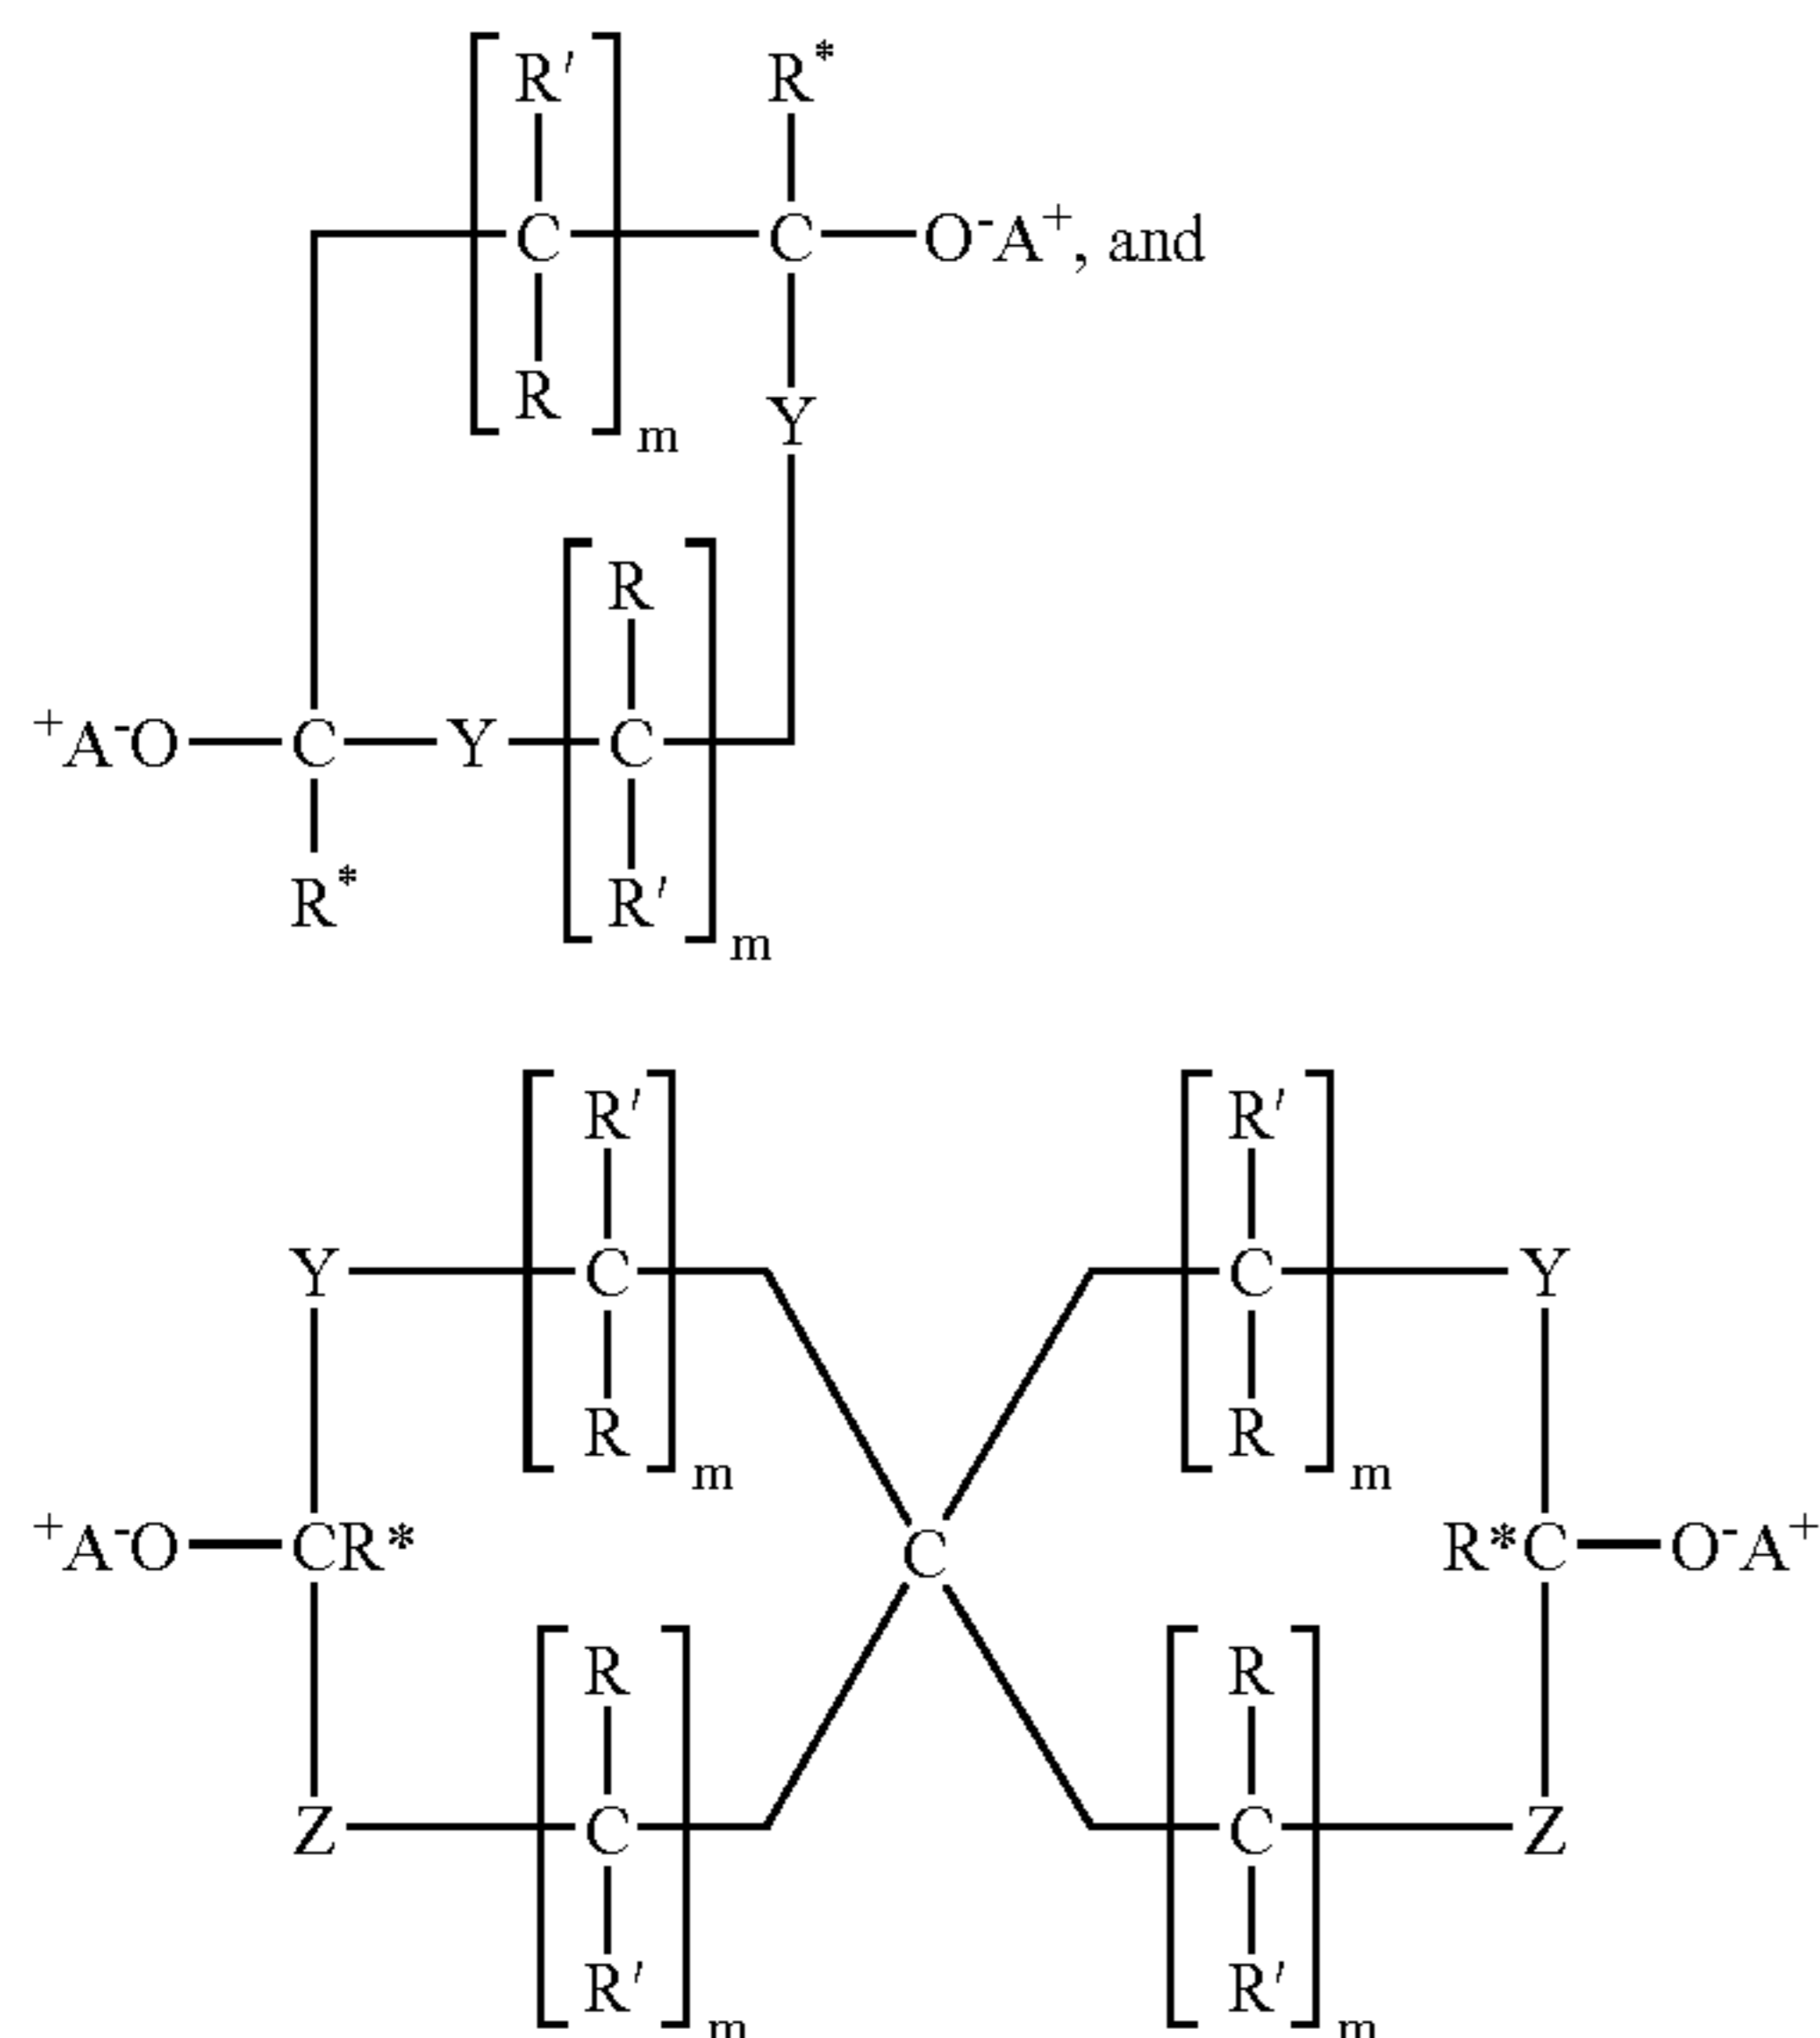 R′ R*
C C O⁻A⁺, and
R Y
m
R
⁺A⁻O C Y C
R* R′
m
R′ R′
Y C C Y
R R
m m
⁺A⁻O CR* C R*C O⁻A⁺
R R
Z C C Z
R′ R′
m m